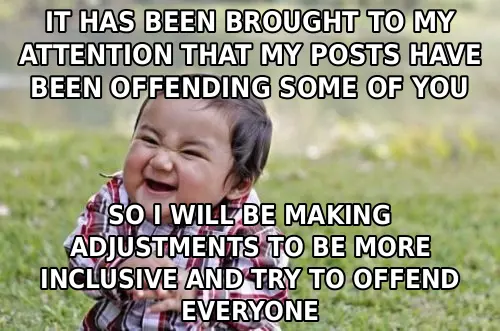 IT HAS BEEN BROUGHT TO MY
ATTENTION THAT MY POSTS HAVE
BEEN OFFENDING SOME OF YOU
SO I WILL BE MAKING
ADJUSTMENTS TO BE MORE
INCLUSIVE AND TRY TO OFFEND
EVERYONE